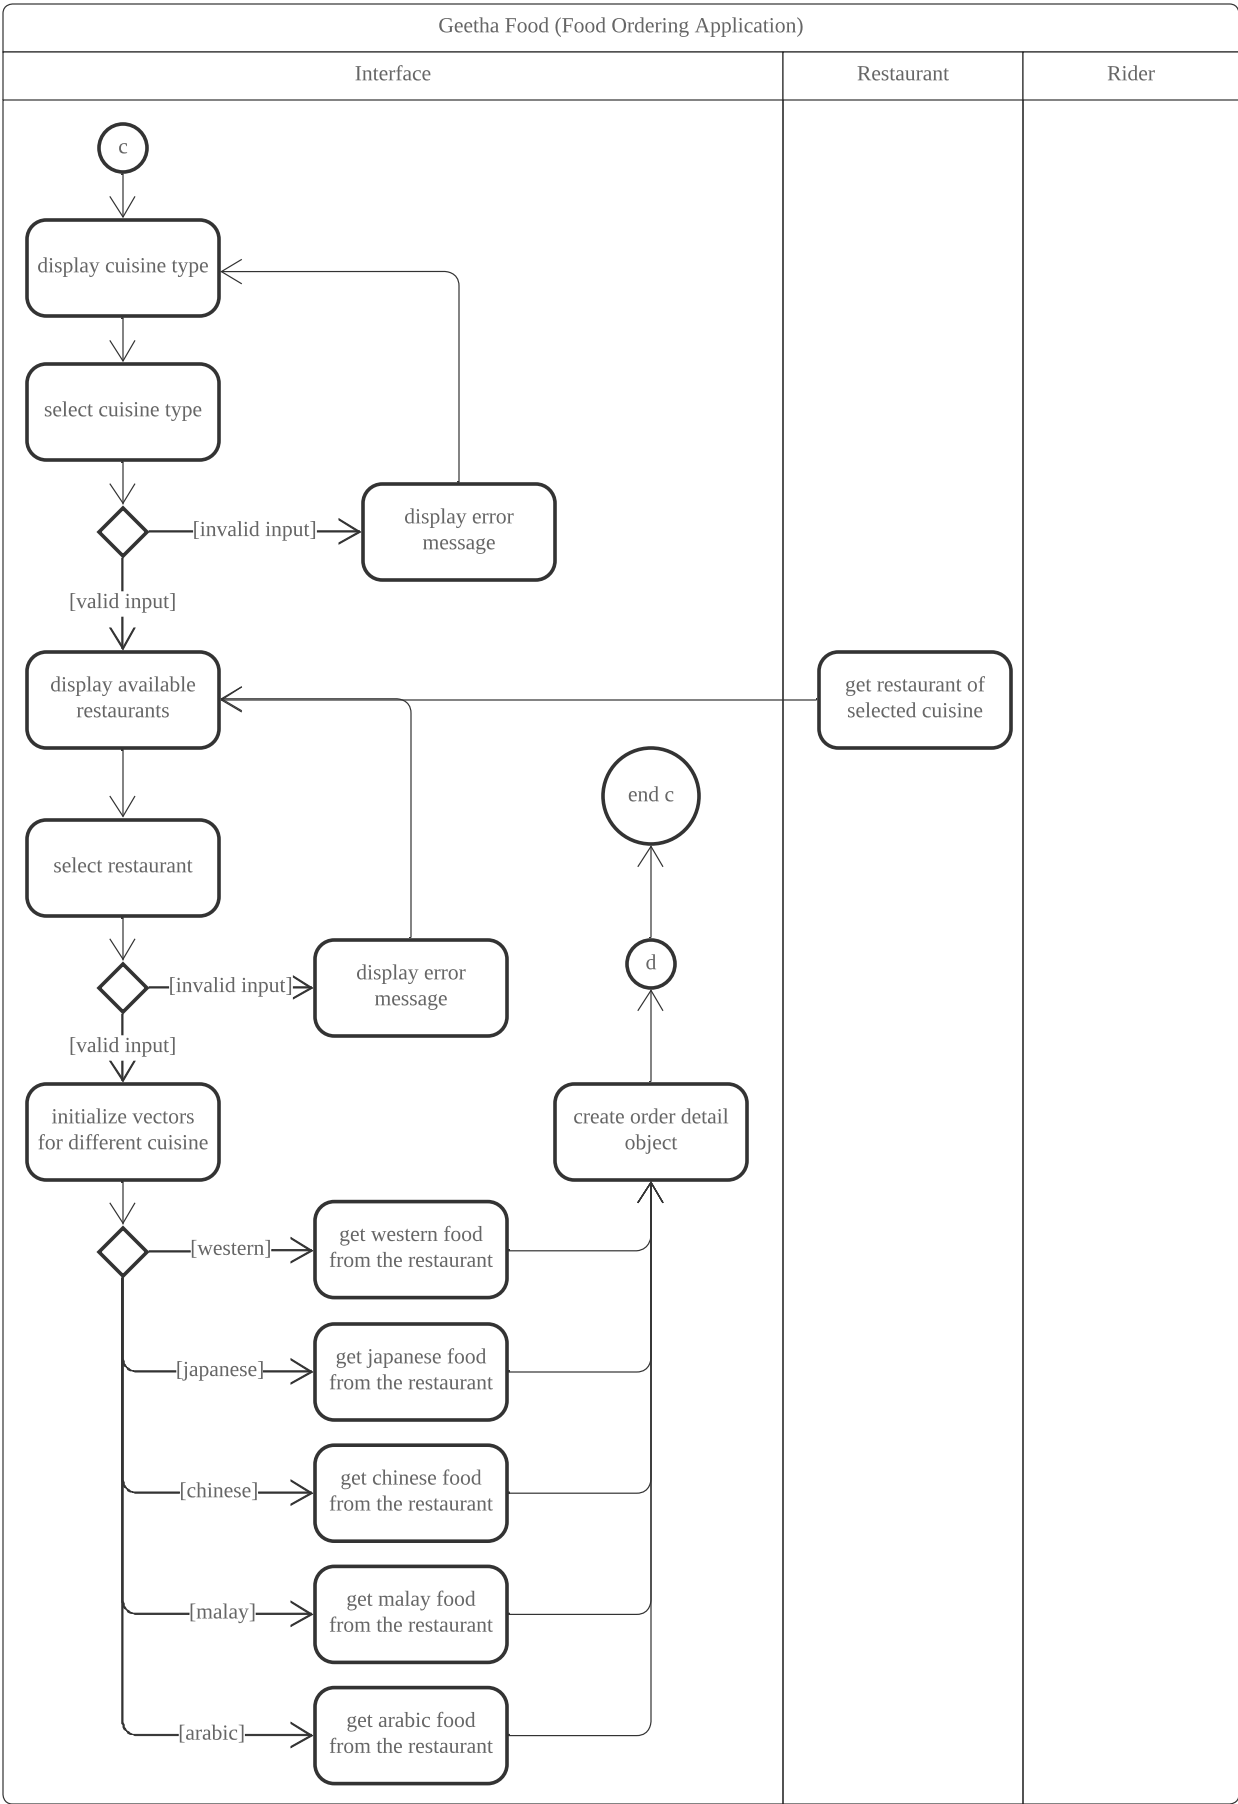 Geetha Food (Food Ordering Application)
Interface
Restaurant
Rider
c
display cuisine type
select cuisine type
[invalid input]
display error
message
[valid input]
display available
restaurants
get restaurant of
selected cuisine
end c
select restaurant
d
[invalid input]
display error
message
[valid input]
initialize vectors
for different cuisine
create order detail
object
[western]
get western food
from the restaurant
[japanese]
get japanese food
from the restaurant
[chinese]
get chinese food
from the restaurant
[malay]
get malay food
from the restaurant
[arabic]
get arabic food
from the restaurant